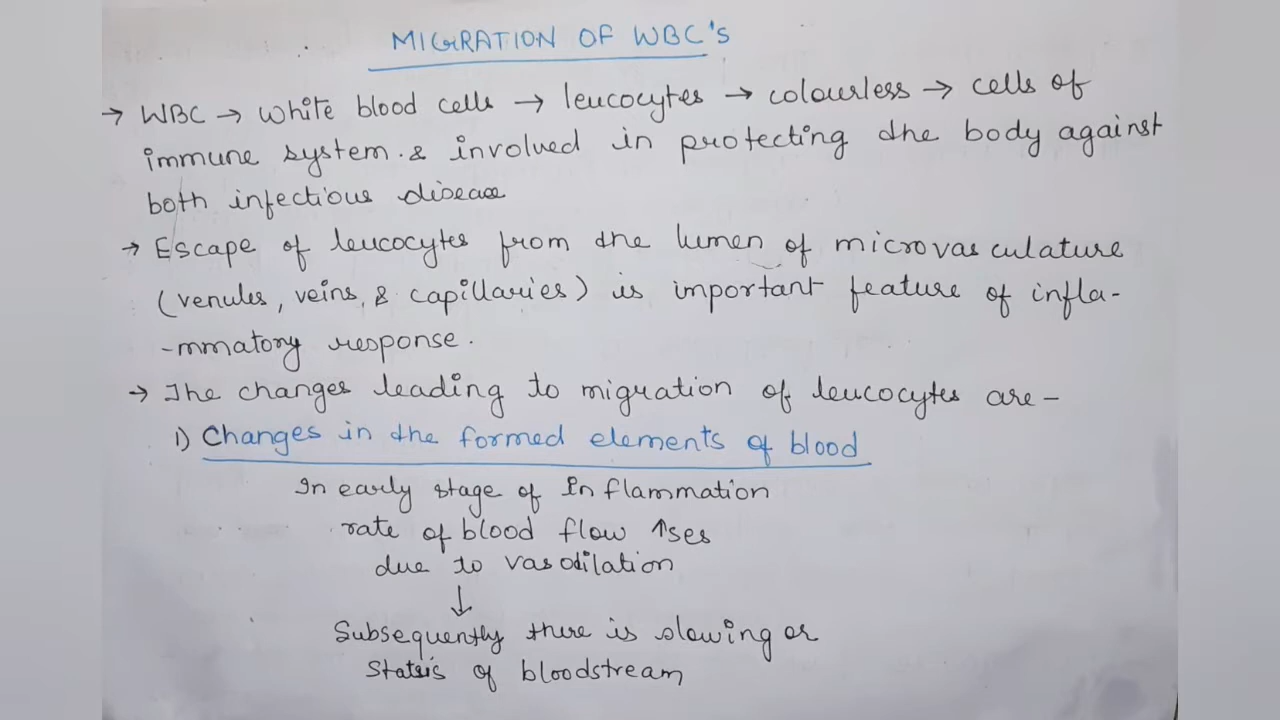 MIGRATION OF WBC's
→ WBC → white blood cells → leucocytes → colourless → cells of
immune system. & involved in protecting the body against
both infectious disease
→ Escape of leucocytes from the lumen of microvasculature
(venules, veins, & capillaries) is important feature of infla-
-mmatory response.
→ The changes leading to migration of leucocytes are -
1) Changes in the formed elements of blood
In early stage of Inflammation
rate of blood flow ↑ses
due to vasodilation
↓
Subsequently there is slowing or
Statsis of bloodstream